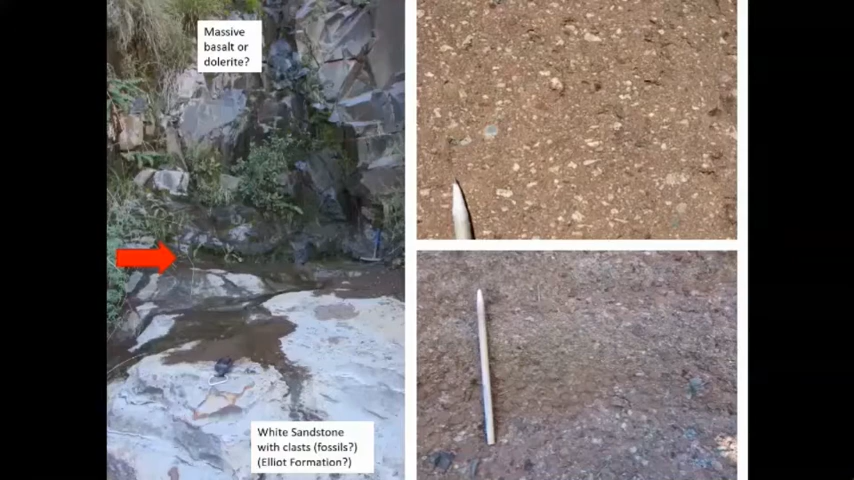 Massive
basalt or
dolerite?
White Sandstone
with clasts (fossils?)
(Elliot Formation?)